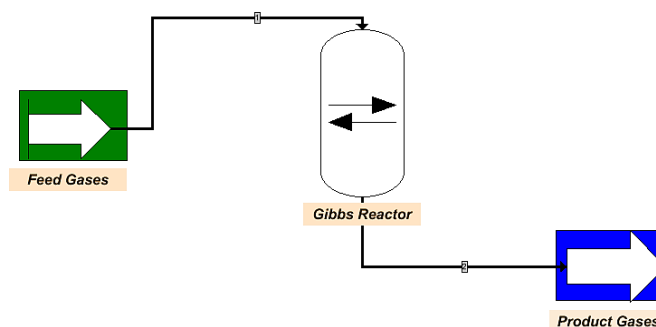 1
Feed Gases
Gibbs Reactor
2
Product Gases